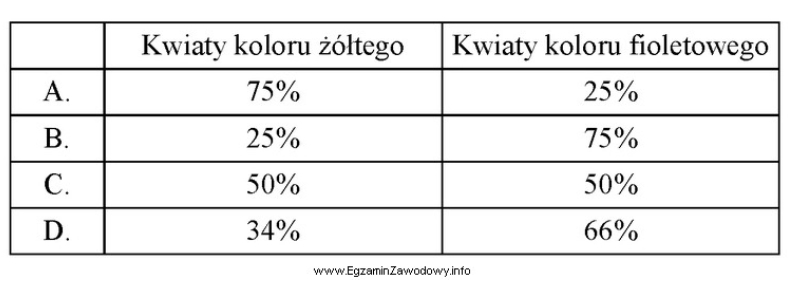 Kwiaty koloru żółtego Kwiaty koloru fioletowego
A. 75% 25%
B. 25% 75%
C. 50% 50%
D. 34% 66%
www.EgzaminZawodowy.info